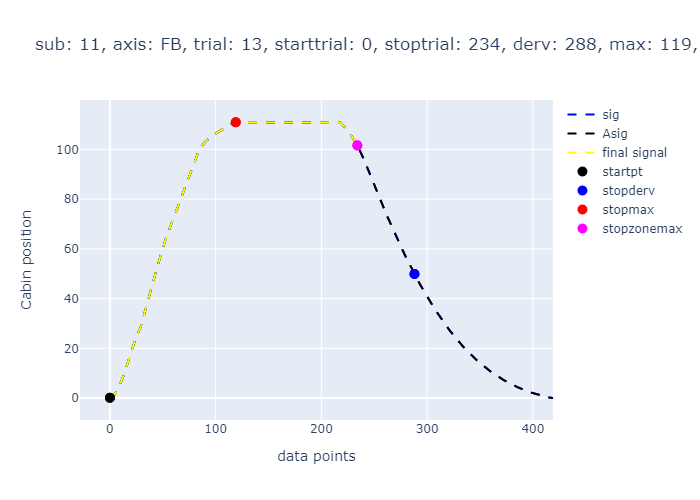 sub: 11, axis: FB, trial: 13, starttrial: 0, stoptrial: 234, derv: 288, max: 119,
sig
Asig
final signal
startpt
stopderv
stopmax
stopzonemax
Cabin position
100
80
60
40
20
0
0 100 200 300 400
data points